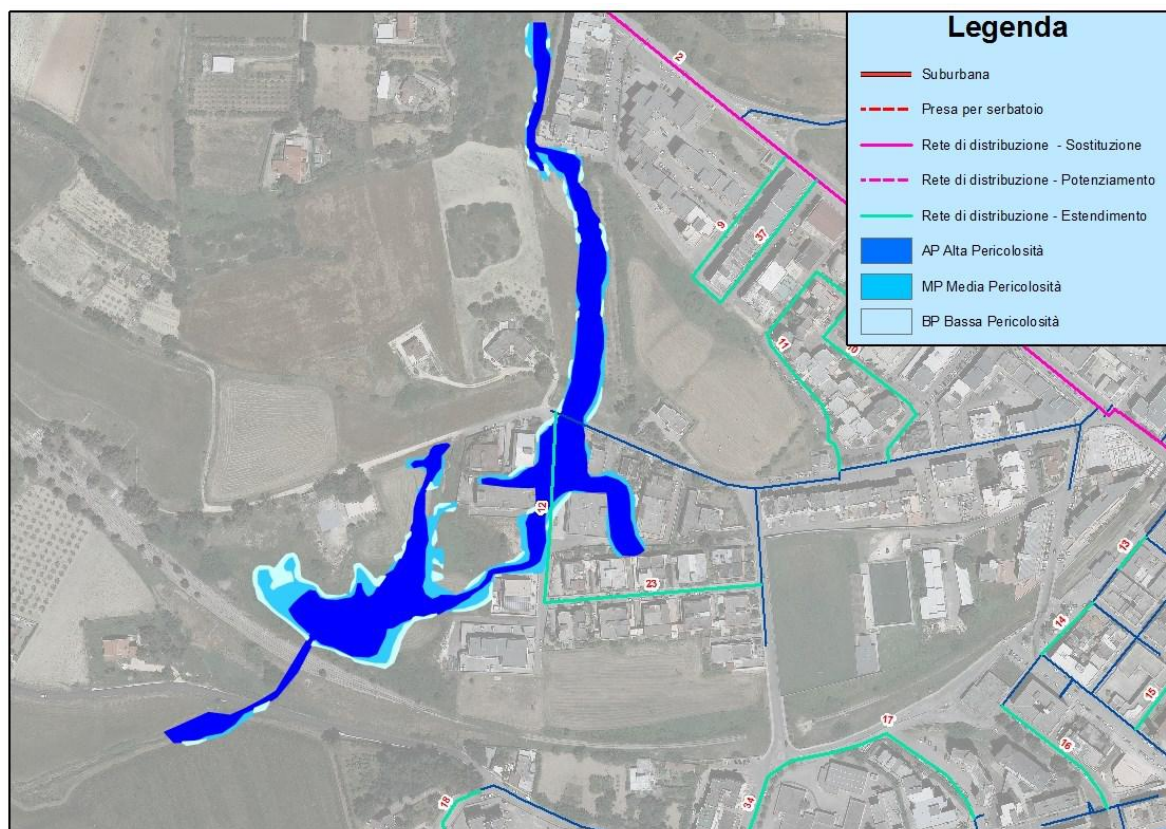 Legenda
Suburbana
Presa per serbatoio
Rete di distribuzione - Sostituzione
Rete di distribuzione - Potenziamento
Rete di distribuzione - Estendimento
AP Alta Pericolosità
MP Media Pericolosità
BP Bassa Pericolosità
2
9
37
11
10
12
23
13
14
15
17
16
18
34